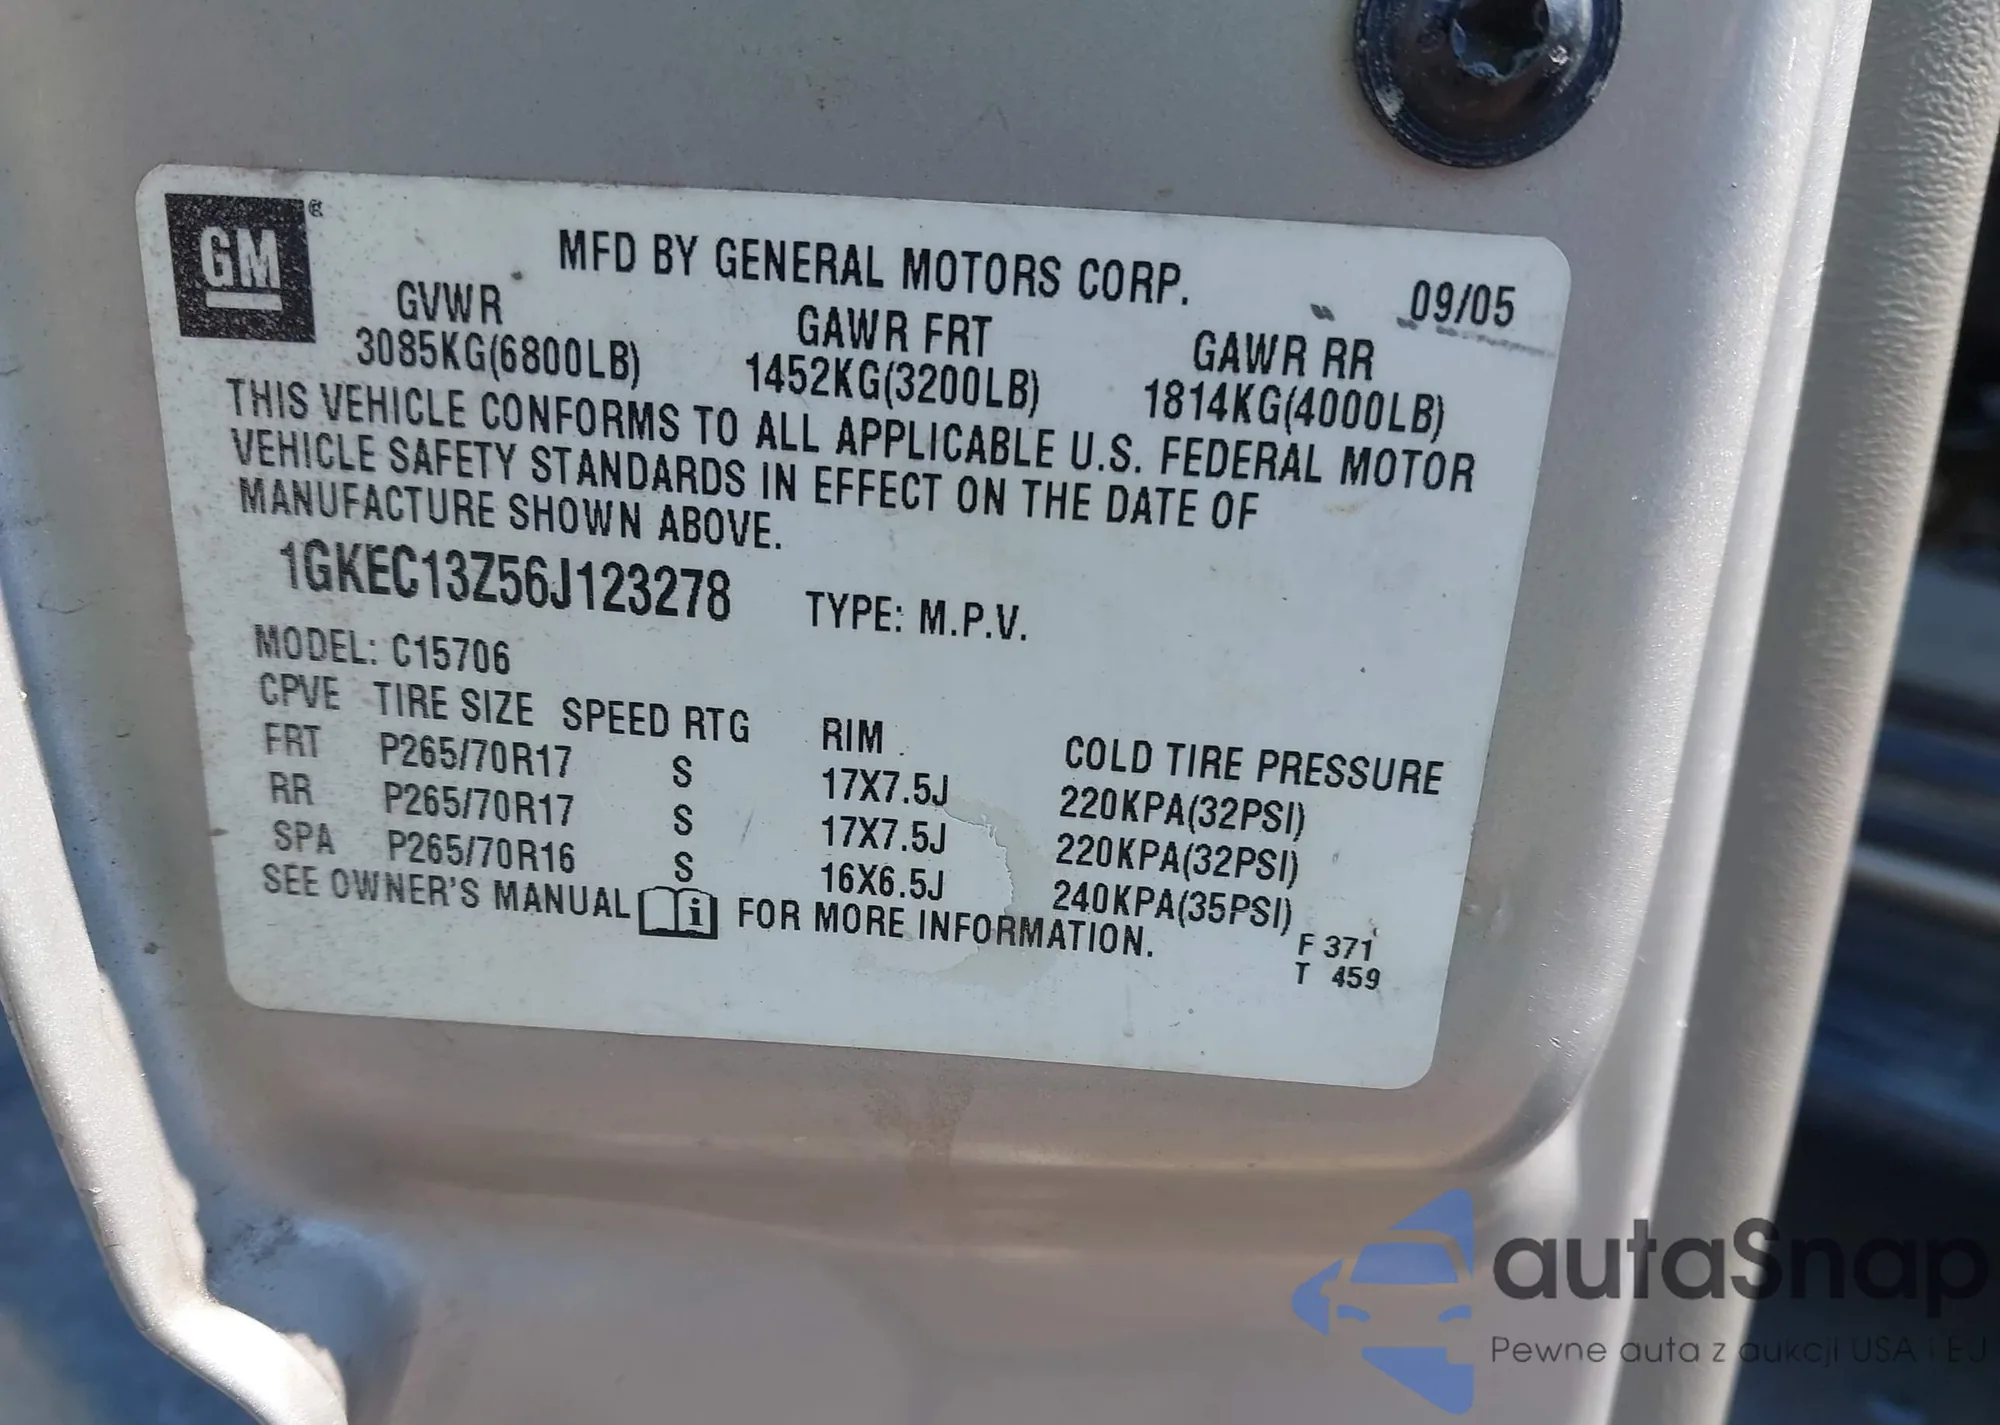 GM
MFD BY GENERAL MOTORS CORP. 09/05
GVWR GAWR FRT GAWR RR
3085KG(6800LB) 1452KG(3200LB) 1814KG(4000LB)
THIS VEHICLE CONFORMS TO ALL APPLICABLE U.S. FEDERAL MOTOR
VEHICLE SAFETY STANDARDS IN EFFECT ON THE DATE OF
MANUFACTURE SHOWN ABOVE.
1GKEC13Z56J123278 TYPE: M.P.V.
MODEL: C15706
CPVE TIRE SIZE SPEED RTG RIM COLD TIRE PRESSURE
FRT P265/70R17 S 17X7.5J 220KPA(32PSI)
RR P265/70R17 S 17X7.5J 220KPA(32PSI)
SPA P265/70R16 S 16X6.5J 240KPA(35PSI)
SEE OWNER'S MANUAL i FOR MORE INFORMATION.
F 371
T 459
autaSnap
Pewne auta z aukcji USA i EU